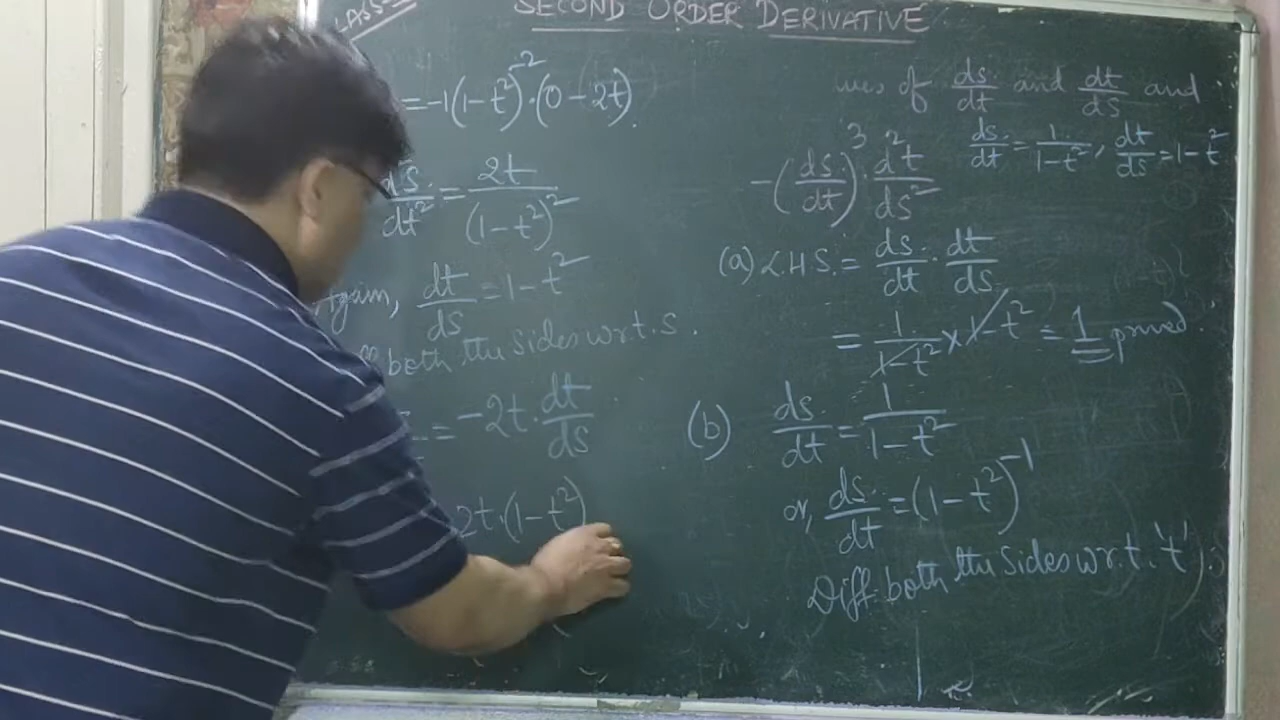 CLASS-
SECOND ORDER DERIVATIVE
= -1(1-t²)⁻²·(0-2t).
ds/dt² = 2t/(1-t²)²
Again, dt/ds = 1-t²
both the sides w.r.t. s.
= -2t·dt/ds
2t·(1-t²)
of ds/dt and dt/ds and
ds/dt = 1/(1-t²), dt/ds = 1-t²
-(ds/dt)³·d²t/ds²
(a) L.H.S. = ds/dt·dt/ds
= 1/(1-t²) × 1-t² = 1 proved.
(b) ds/dt = 1/(1-t²)
or, ds/dt = (1-t²)⁻¹
Diff. both the sides w.r.t. 't'